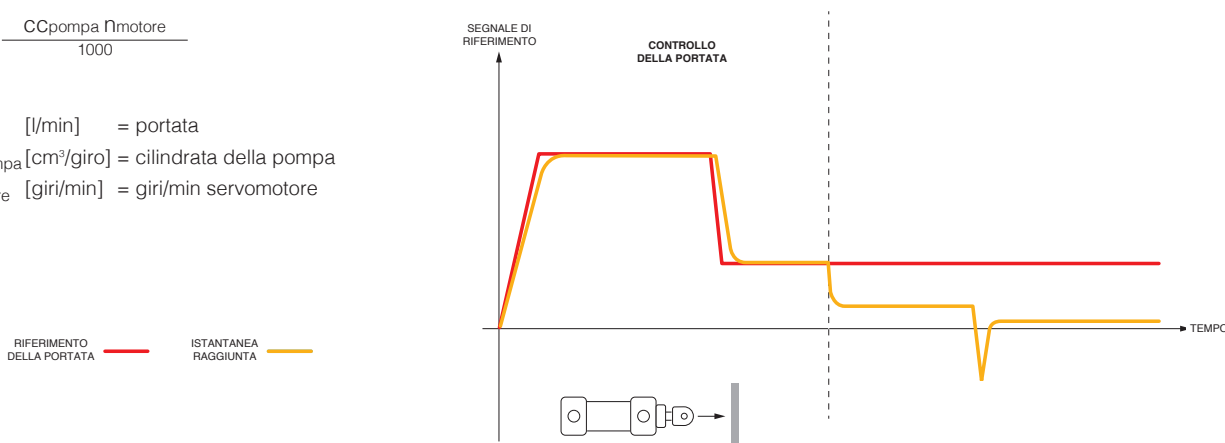 CCpompa nmotore
1000
[l/min] = portata
[cm³/giro] = cilindrata della pompa
[giri/min] = giri/min servomotore
SEGNALE DI
RIFERIMENTO
CONTROLLO
DELLA PORTATA
TEMPO
RIFERIMENTO
DELLA PORTATA
ISTANTANEA
RAGGIUNTA